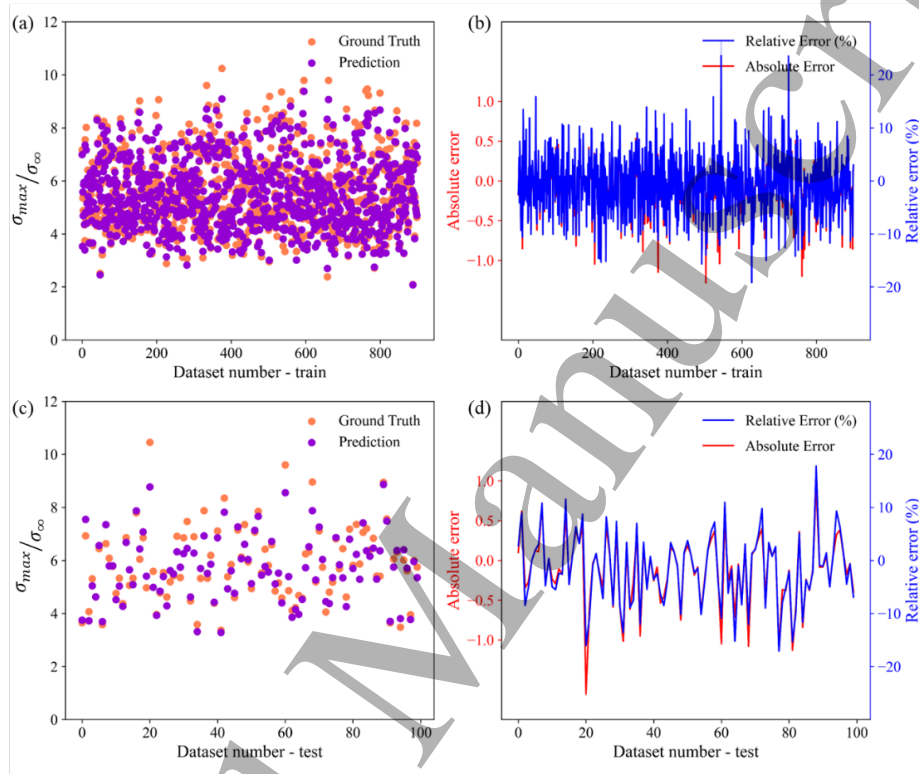 (a)
12
10
8
6
4
2
0
σmax/σ∞
Ground Truth
Prediction
0 200 400 600 800
Dataset number - train
(b)
Relative Error (%)
Absolute Error
1.0
0.5
0.0
−0.5
−1.0
Absolute error
20
10
0
−10
−20
Relative error (%)
0 200 400 600 800
Dataset number - train
(c)
12
10
8
6
4
2
0
σmax/σ∞
Ground Truth
Prediction
0 20 40 60 80 100
Dataset number - test
(d)
Relative Error (%)
Absolute Error
1.0
0.5
0.0
−0.5
−1.0
Absolute error
20
10
0
−10
−20
Relative error (%)
0 20 40 60 80 100
Dataset number - test
Manuscr